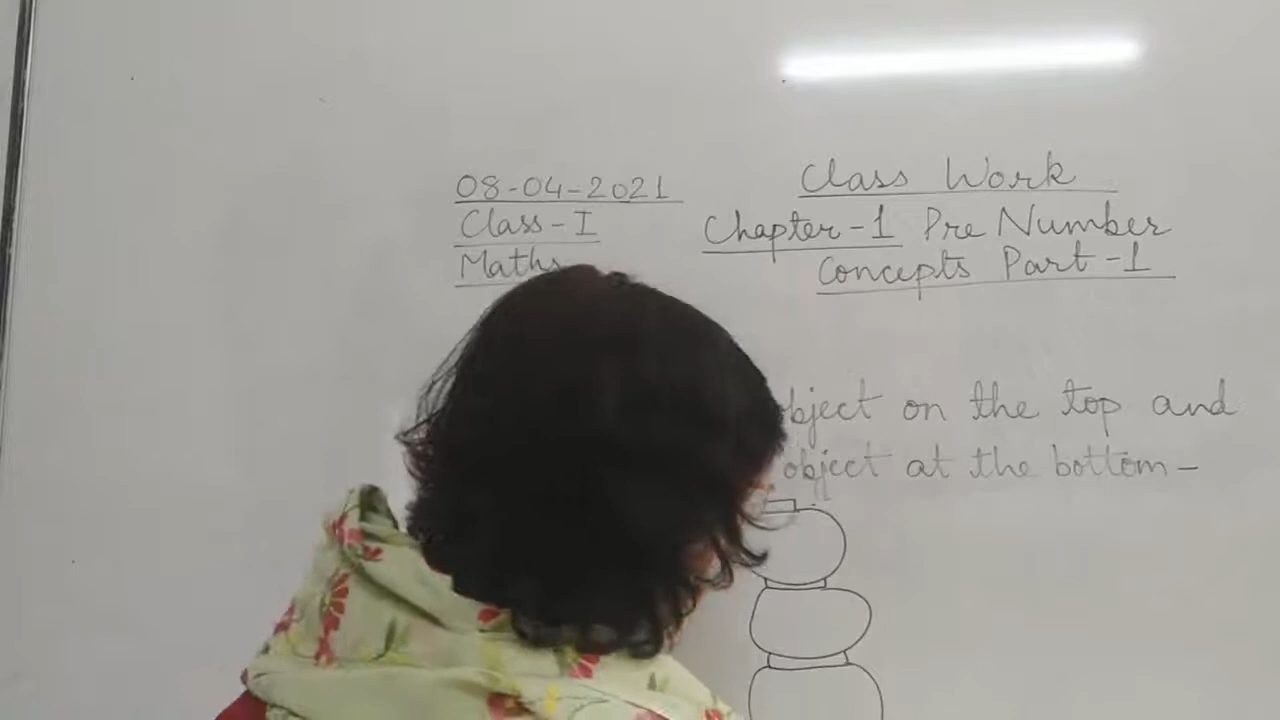 Class Work
08-04-2021
Class-I
Chapter-1 Pre Number
Maths
Concepts Part-1
on the top and
object at the bottom-